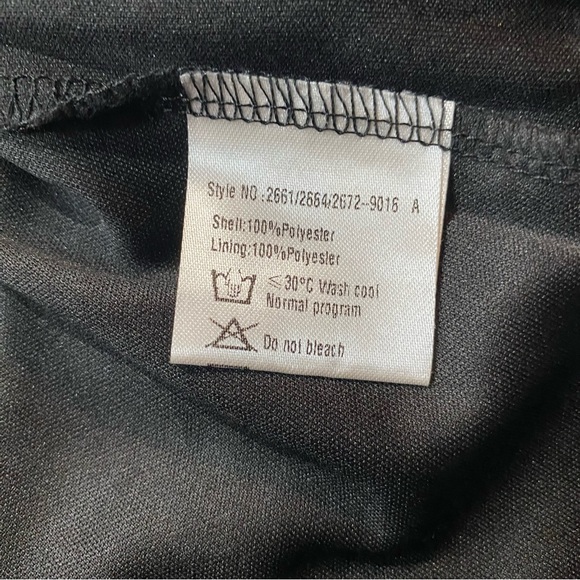 Style NO.:2661/2664/2672--9016 A
Shell:100%Polyester
Lining:100%Polyester
≤30°C Wash cool
Normal program
Do not bleach